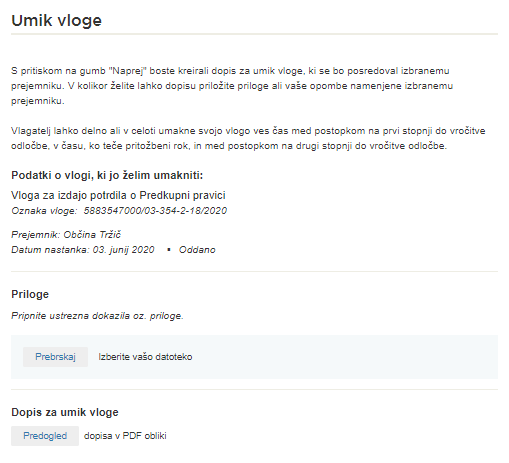 Umik vloge
S pritiskom na gumb "Naprej" boste kreirali dopis za umik vloge, ki se bo posredoval izbranemu
prejemniku. V kolikor želite lahko dopisu priložite priloge ali vaše opombe namenjene izbranemu
prejemniku.
Vlagatelj lahko delno ali v celoti umakne svojo vlogo ves čas med postopkom na prvi stopnji do vročitve
odločbe, v času, ko teče pritožbeni rok, in med postopkom na drugi stopnji do vročitve odločbe.
Podatki o vlogi, ki jo želim umakniti:
Vloga za izdajo potrdila o Predkupni pravici
Oznaka vloge: 5883547000/03-354-2-18/2020
Prejemnik: Občina Tržič
Datum nastanka: 03. junij 2020 ▪ Oddano
Priloge
Pripnite ustrezna dokazila oz. priloge.
Prebrskaj Izberite vašo datoteko
Dopis za umik vloge
Predogled dopisa v PDF obliki